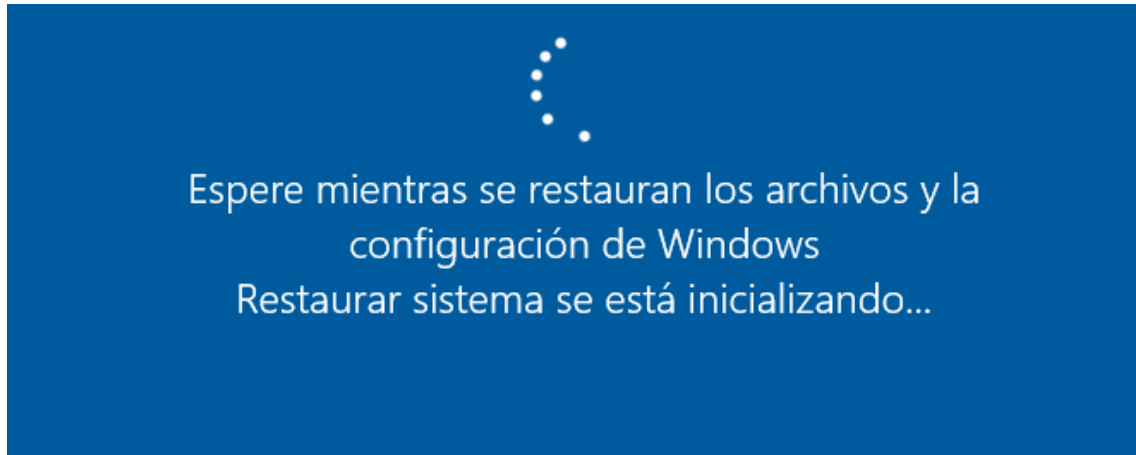 Espere mientras se restauran los archivos y la
configuración de Windows
Restaurar sistema se está inicializando...